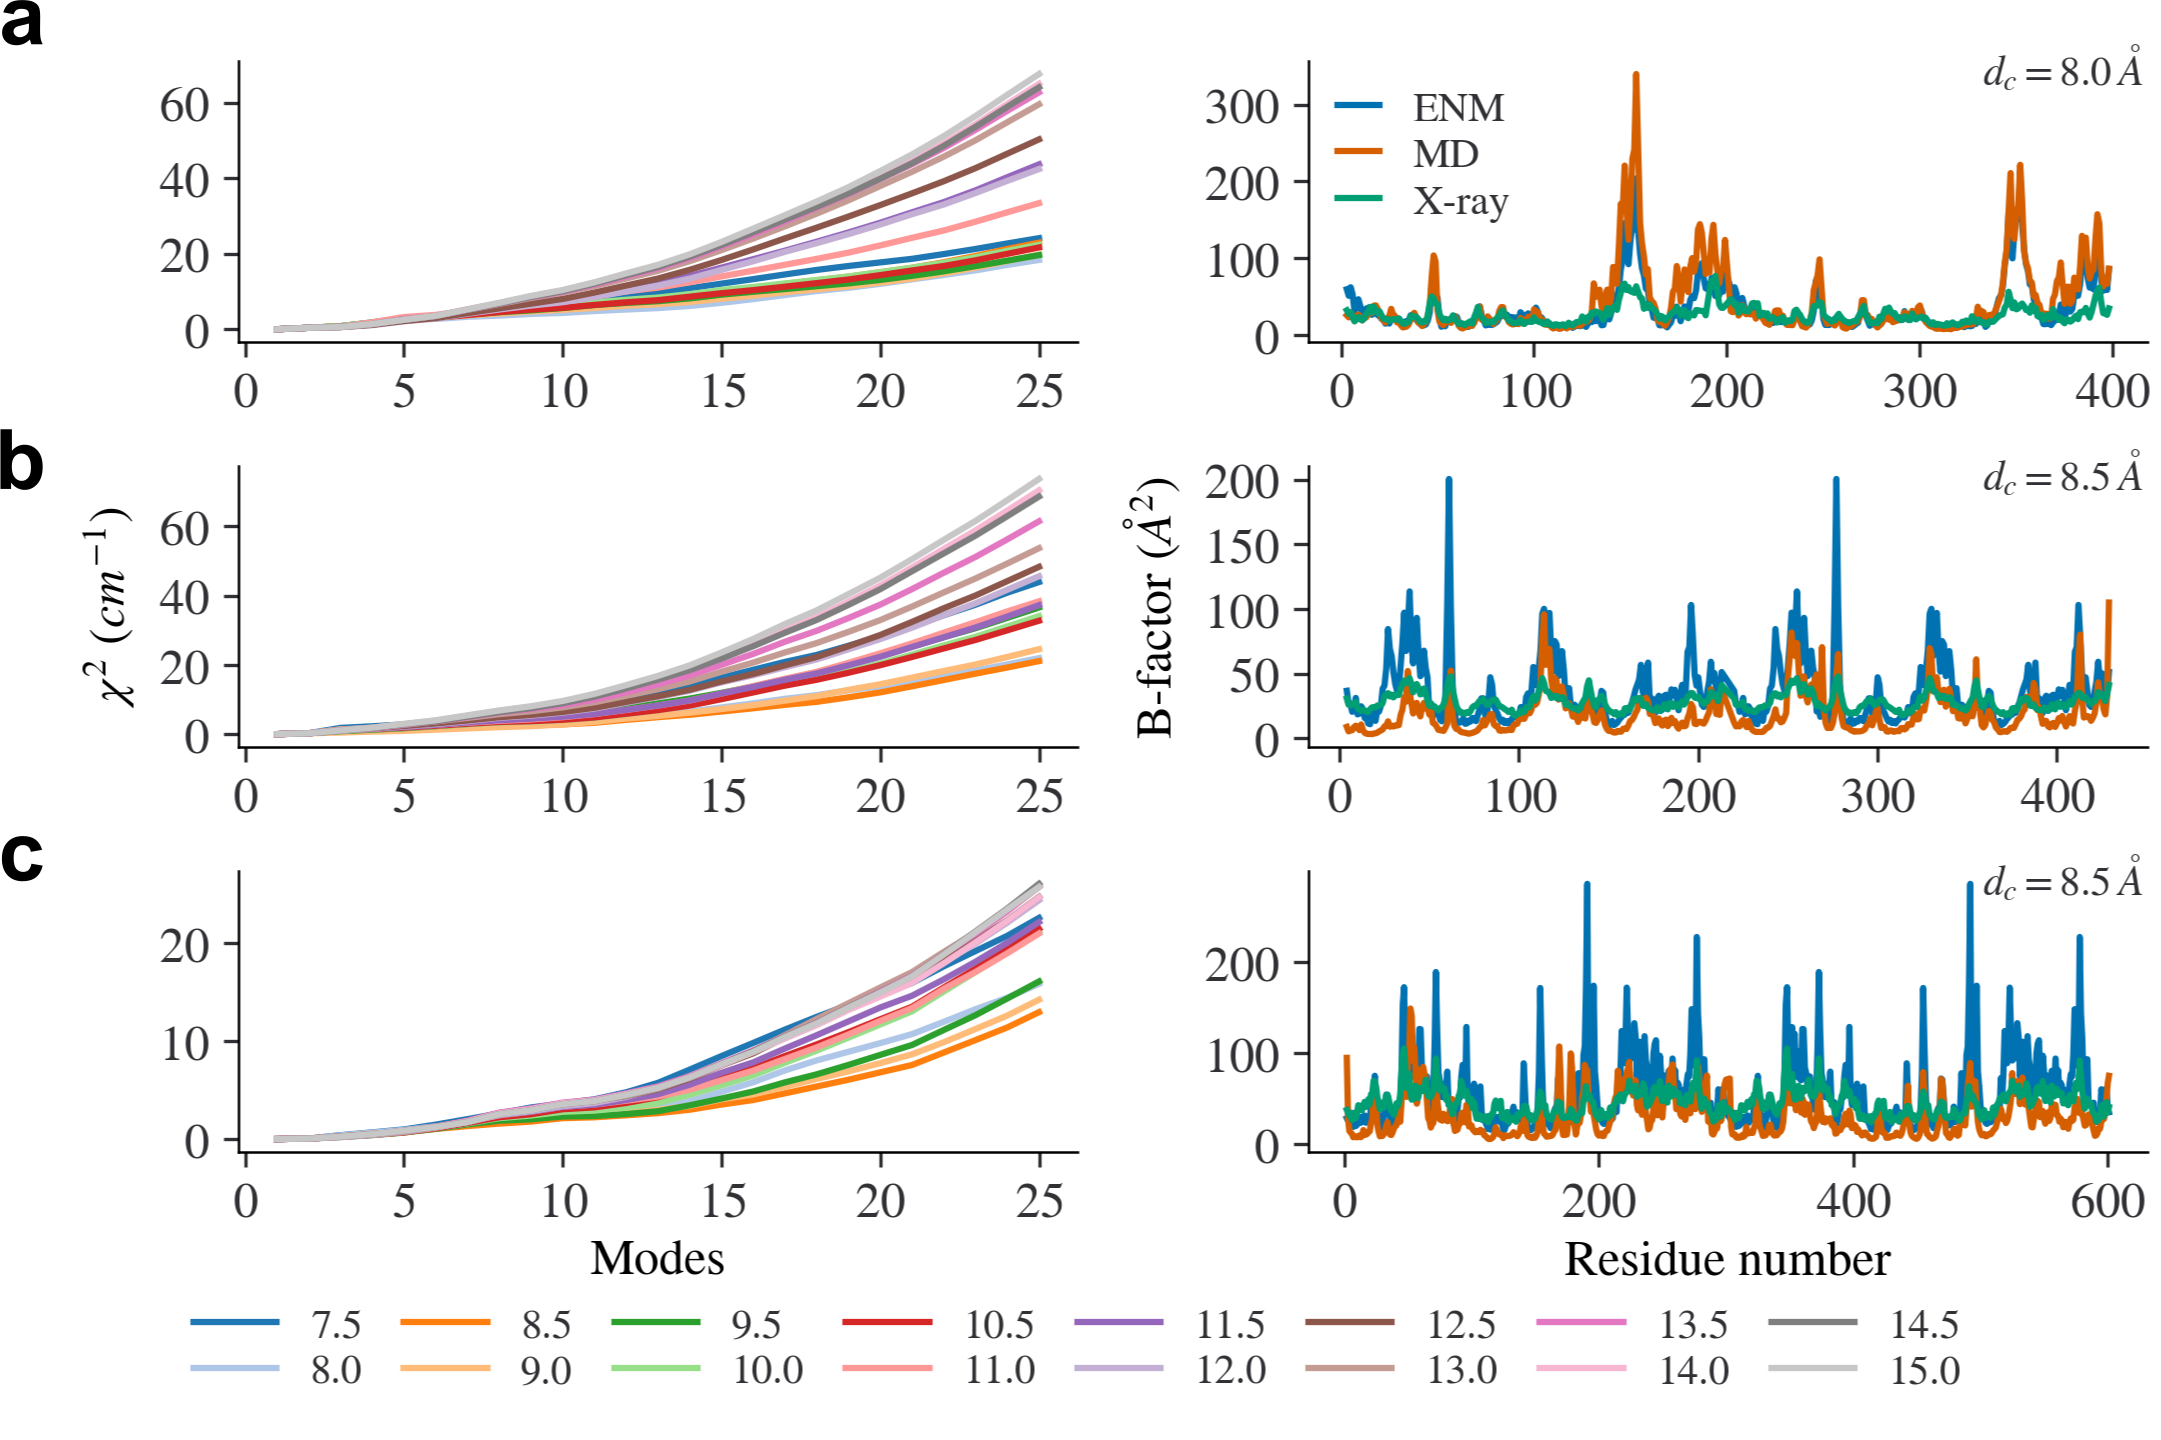 a
60
40
20
0
0 5 10 15 20 25
300
200
100
0
0 100 200 300 400
ENM
MD
X-ray
d_c = 8.0 Å
b
χ² (cm⁻¹)
60
40
20
0
0 5 10 15 20 25
B-factor (Å²)
200
150
100
50
0
0 100 200 300 400
d_c = 8.5 Å
c
20
10
0
0 5 10 15 20 25
Modes
200
100
0
0 200 400 600
d_c = 8.5 Å
Residue number
7.5 8.5 9.5 10.5 11.5 12.5 13.5 14.5
8.0 9.0 10.0 11.0 12.0 13.0 14.0 15.0